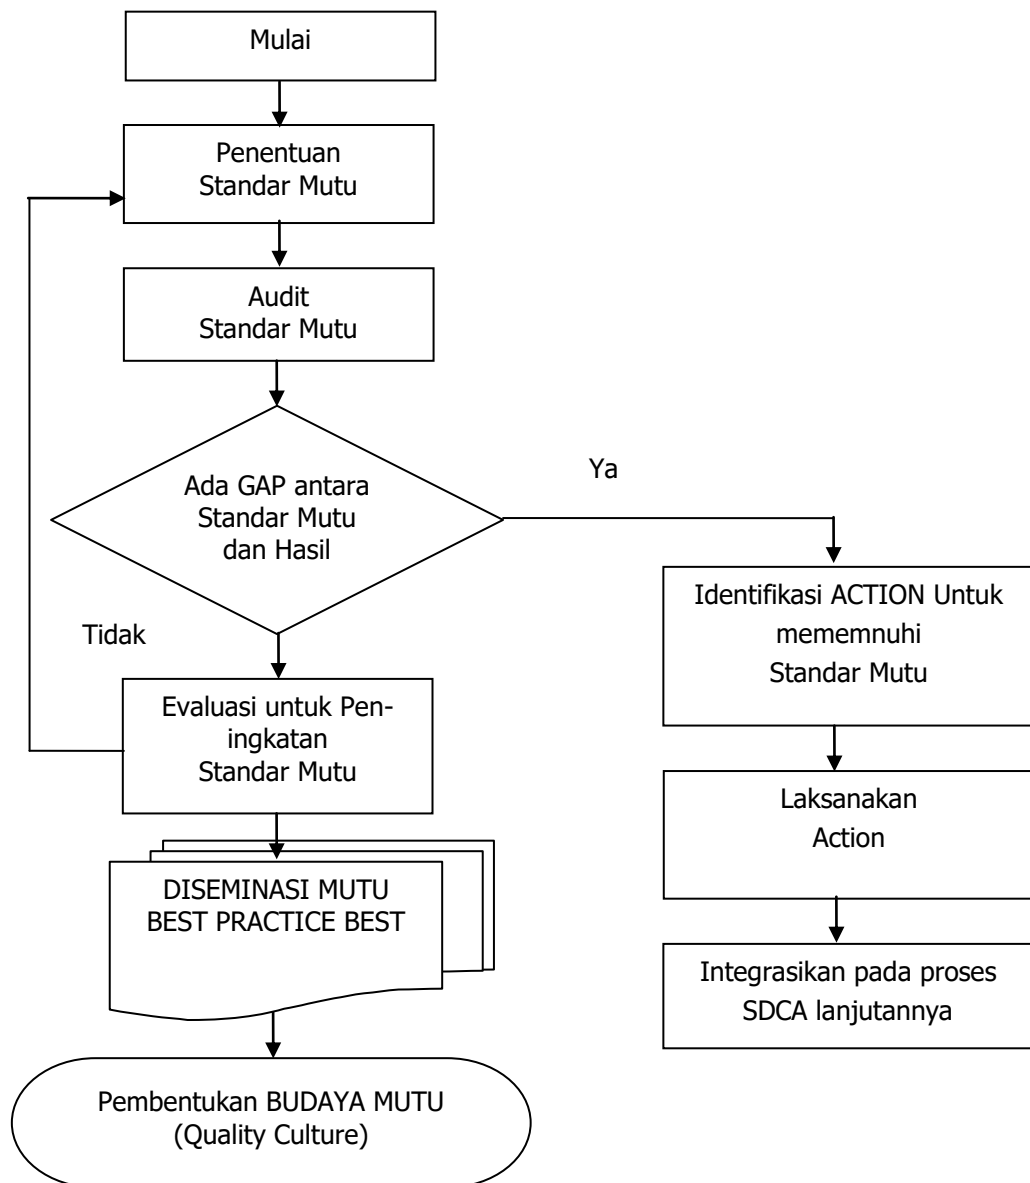 Mulai
Penentuan
Standar Mutu
Audit
Standar Mutu
Ada GAP antara
Standar Mutu
dan Hasil
Ya
Tidak
Identifikasi ACTION Untuk
mememnuhi
Standar Mutu
Evaluasi untuk Pen-
ingkatan
Standar Mutu
Laksanakan
Action
DISEMINASI MUTU
BEST PRACTICE BEST
Integrasikan pada proses
SDCA lanjutannya
Pembentukan BUDAYA MUTU
(Quality Culture)